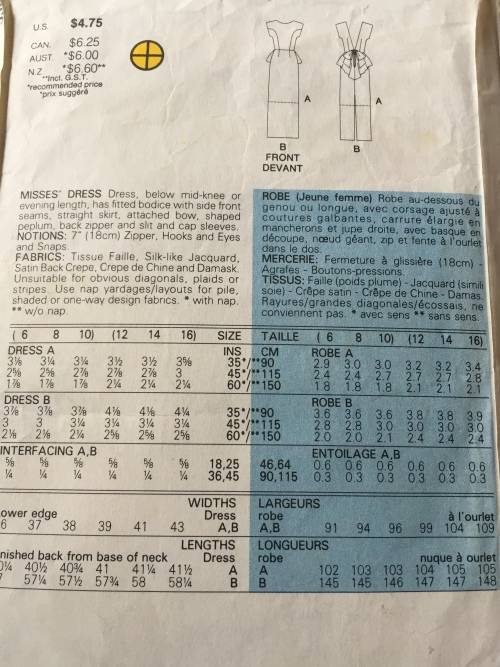 U.S. $4.75
CAN. $6.25
AUST. *$6.00
N.Z. *$6.60**
**Incl. G.S.T.
*recommended price
*prix suggéré
A
A
B
FRONT
DEVANT
B
MISSES' DRESS Dress, below mid-knee or
evening length, has fitted bodice with side front
seams, straight skirt, attached bow, shaped
peplum, back zipper and slit and cap sleeves.
NOTIONS: 7" (18cm) Zipper, Hooks and Eyes
and Snaps.
FABRICS: Tissue Faille, Silk-like Jacquard,
Satin Back Crepe, Crepe de Chine and Damask.
Unsuitable for obvious diagonals, plaids or
stripes. Use nap yardages/layouts for pile,
shaded or one-way design fabrics. * with nap.
** w/o nap.
ROBE (Jeune femme) Robe au-dessous du
genou ou longue, avec corsage ajusté à
coutures galbantes, carrure élargie en
mancherons et jupe droite, avec basque en
découpe, nœud géant, zip et fente à l'ourlet
dans le dos.
MERCERIE: Fermeture à glissière (18cm) -
Agrafes - Boutons-pressions.
TISSUS: Faille (poids plume) - Jacquard (simili
soie) - Crêpe satin - Crêpe de Chine - Damas.
Rayures/grandes diagonales/écossais, ne
conviennent pas. * avec sens ** sans sens.
( 6 8 10) (12 14 16) SIZE TAILLE ( 6 8 10) (12 14 16)
DRESS A INS CM ROBE A
3⅛ 3¼ 3¼ 3½ 3½ 3⅝ 35*/**90 2.9 3.0 3.0 3.2 3.2 3.4
2⅝ 2⅝ 2⅞ 2⅞ 2⅞ 3 45*/**115 2.4 2.4 2.7 2.7 2.7 2.8
1⅞ 1⅞ 1⅞ 2¼ 2¼ 2¼ 60*/**150 1.8 1.8 1.8 2.1 2.1 2.1
DRESS B ROBE B
3⅞ 3⅞ 3⅞ 4⅛ 4⅛ 4¼ 35*/**90 3.6 3.6 3.6 3.8 3.8 3.9
3 3 3¼ 3¼ 3¼ 3¼ 45*/**115 2.8 2.8 3.0 3.0 3.0 3.0
2⅛ 2⅛ 2¼ 2⅝ 2⅝ 2⅝ 60*/**150 2.0 2.0 2.1 2.4 2.4 2.4
INTERFACING A,B ENTOILAGE A,B
⅝ ⅝ ⅝ ⅝ ⅝ ⅝ 18,25 46,64 0.6 0.6 0.6 0.6 0.6 0.6
¼ ¼ ¼ ¼ ¼ ¼ 36,45 90,115 0.3 0.3 0.3 0.3 0.3 0.3
WIDTHS LARGEURS
ower edge Dress robe à l'ourlet
6 37 38 39 41 43 A,B A,B 91 94 96 99 104 109
LENGTHS LONGUEURS
nished back from base of neck Dress robe nuque à ourlet
0¼ 40½ 40¾ 41 41¼ 41½ A A 102 103 103 104 105 105
57¼ 57½ 57¾ 58 58¼ B B 145 145 146 147 147 148